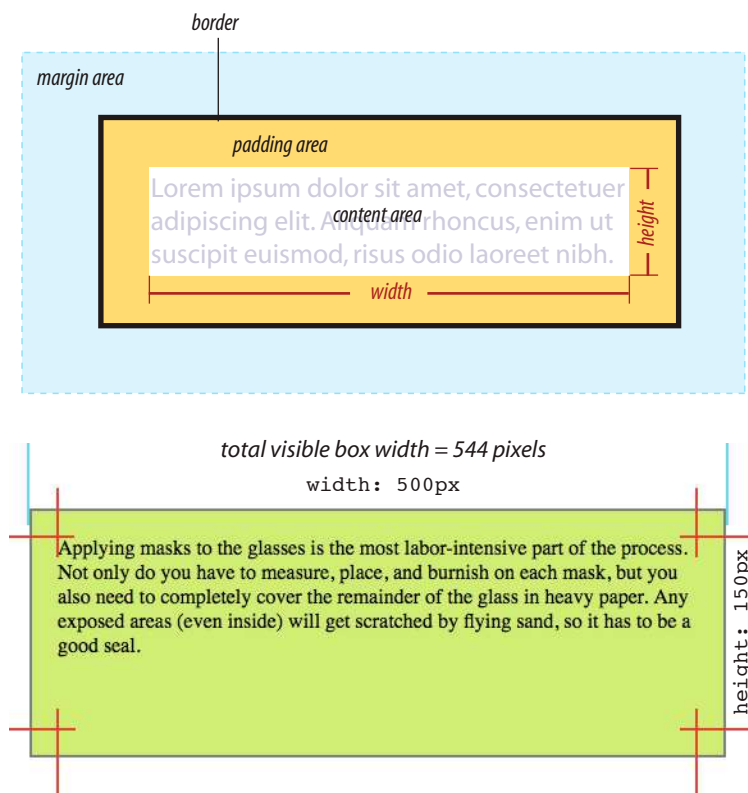 border
margin area
padding area
Lorem ipsum dolor sit amet, consectetuer
adipiscing elit. Aliquam rhoncus, enim ut
content area
suscipit euismod, risus odio laoreet nibh.
height
width
total visible box width = 544 pixels
width: 500px
Applying masks to the glasses is the most labor-intensive part of the process.
Not only do you have to measure, place, and burnish on each mask, but you
also need to completely cover the remainder of the glass in heavy paper. Any
exposed areas (even inside) will get scratched by flying sand, so it has to be a
good seal.
height: 150px